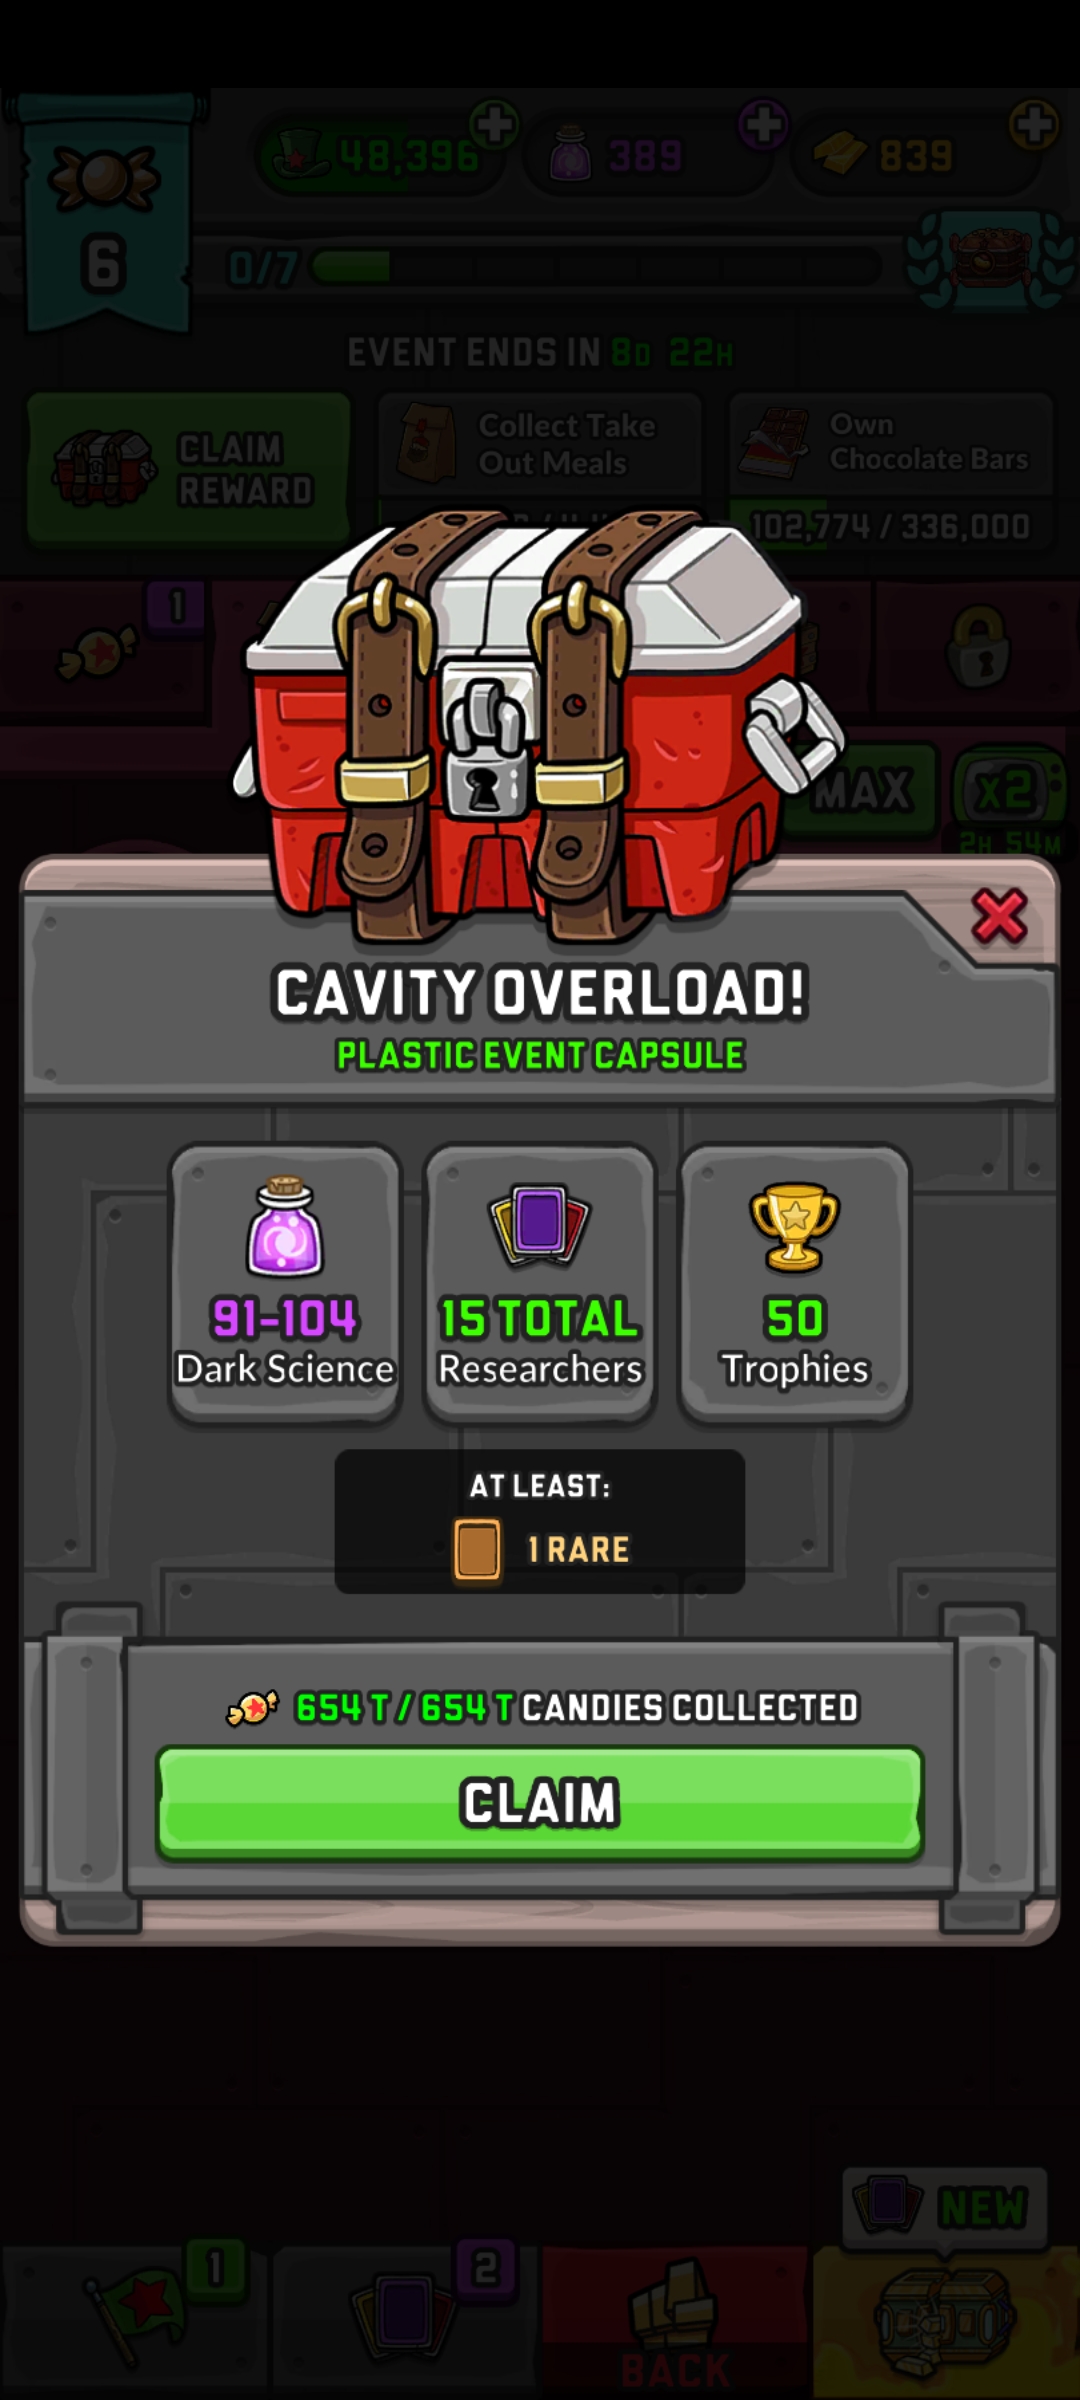 48,396
389
839
6
0/7
EVENT ENDS IN 8D 22H
CLAIM
REWARD
Collect Take
Out Meals
Own
Chocolate Bars
102,774 / 336,000
1
MAX
x2
2H 54M
CAVITY OVERLOAD!
PLASTIC EVENT CAPSULE
91-104
Dark Science
15 TOTAL
Researchers
50
Trophies
AT LEAST:
1 RARE
654 T / 654 T CANDIES COLLECTED
CLAIM
NEW
1
2
BACK